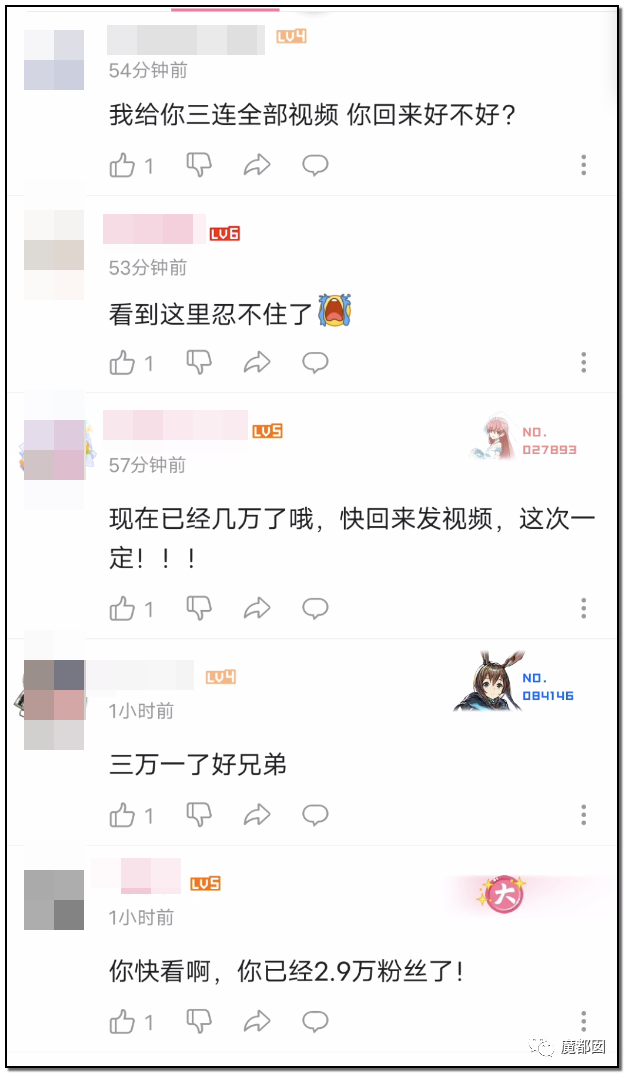 LV4
54分钟前
我给你三连全部视频 你回来好不好?
1
LV6
53分钟前
看到这里忍不住了
1
LV5
NO.
027893
57分钟前
现在已经几万了哦，快回来发视频，这次一
定！！！
1
LV4
NO.
084146
1小时前
三万一了好兄弟
1
LV5
大
1小时前
你快看啊，你已经2.9万粉丝了!
1
魔都囡